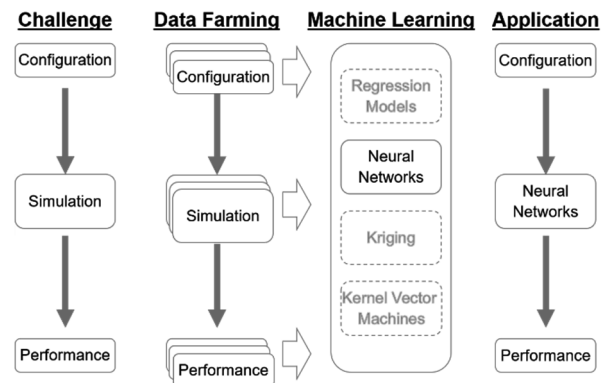 Challenge
Configuration
Simulation
Performance
Data Farming
Configuration
Simulation
Performance
Machine Learning
Regression
Models
Neural
Networks
Kriging
Kernel Vector
Machines
Application
Configuration
Neural
Networks
Performance